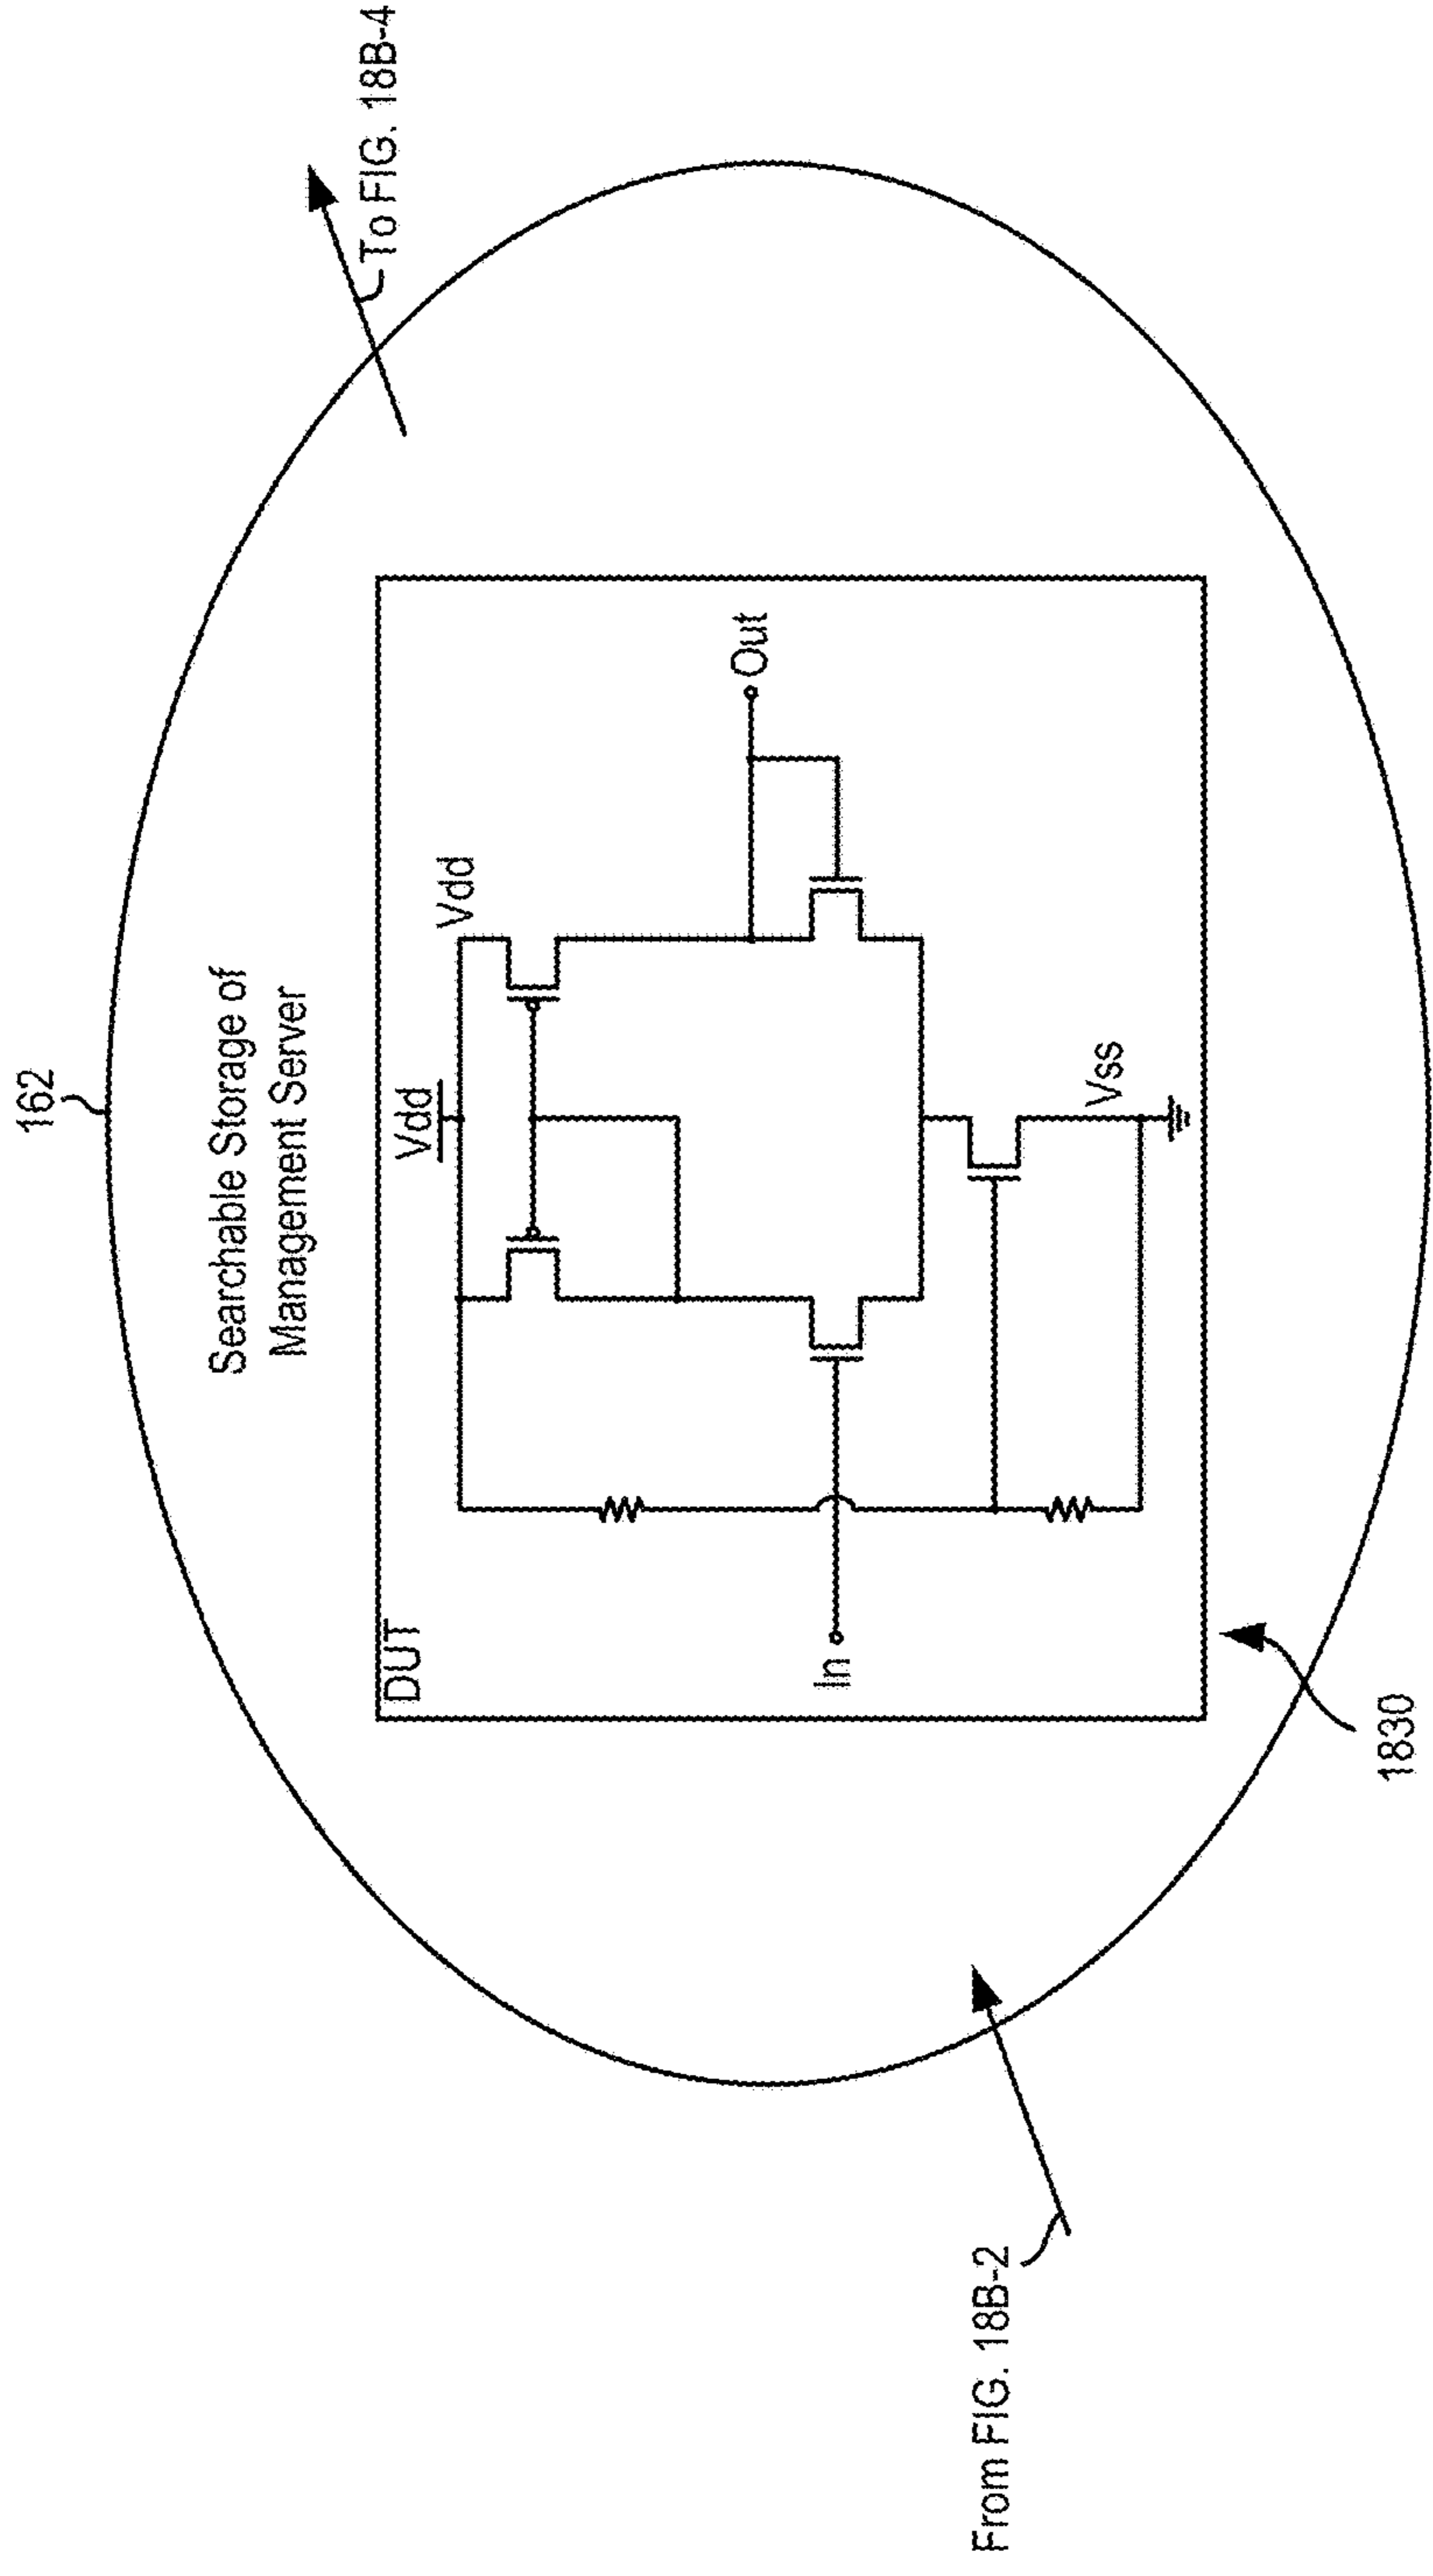 162
Searchable Storage of
Management Server
To FIG. 18B-4
DUT
Vdd
Vdd
Out
In
Vss
1830
From FIG. 18B-2